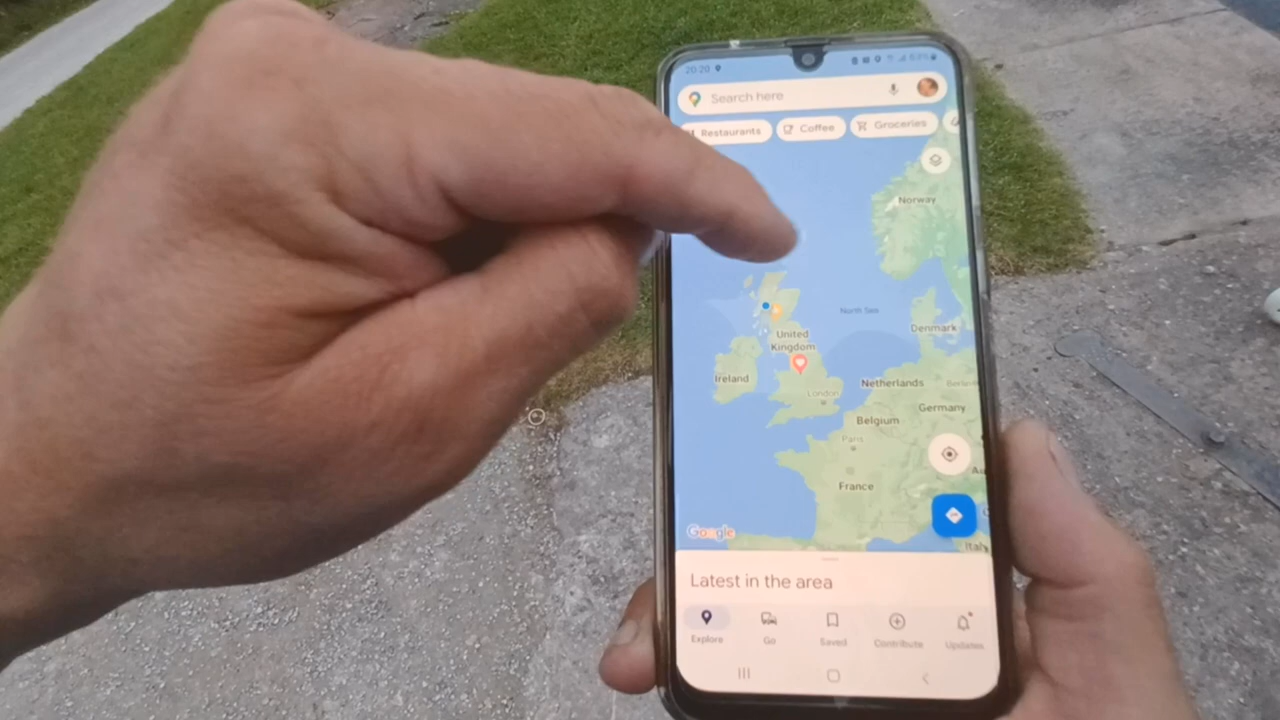 20:20
Search here
Restaurants Coffee Groceries
Norway
North Sea
United
Kingdom
Denmark
Ireland
Netherlands
London
Germany
Belgium
Paris
France
Google
Italy
Latest in the area
Explore Go Saved Contribute Updates